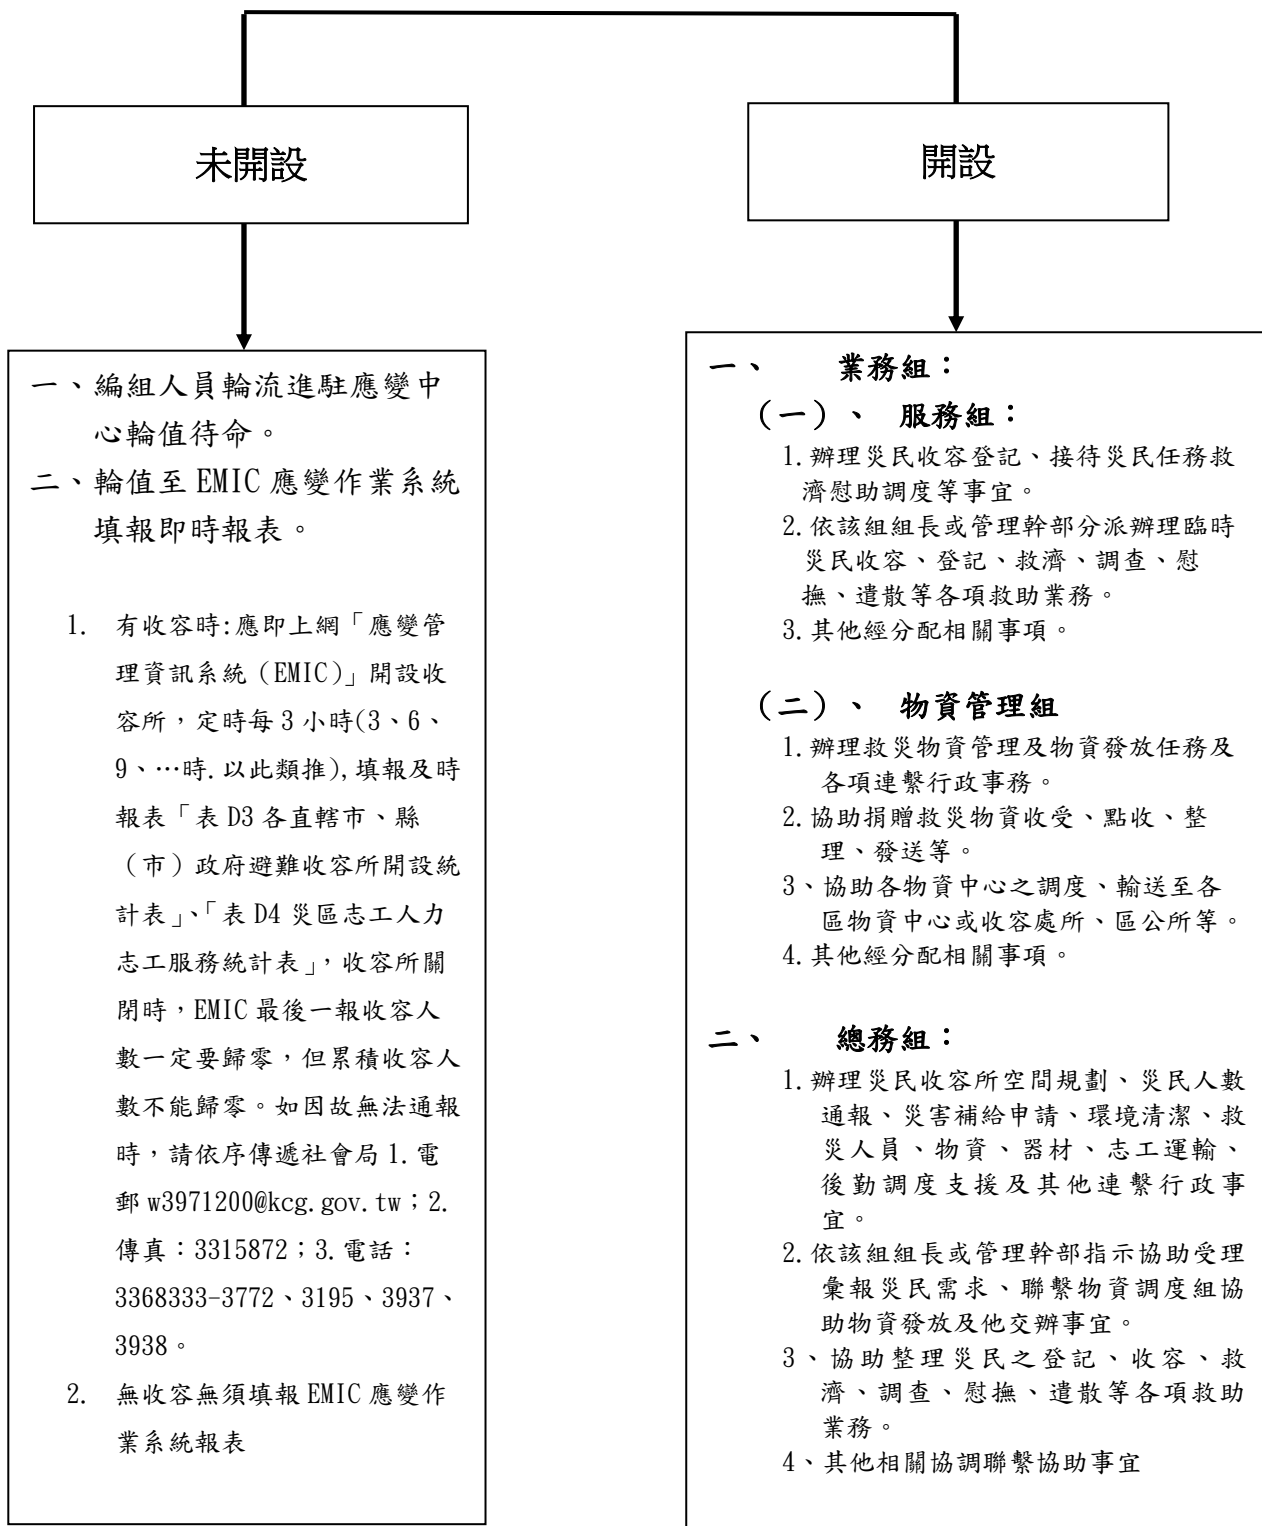 未開設
一、編組人員輪流進駐應變中
心輪值待命。
二、輪值至 EMIC 應變作業系統
填報即時報表。
1. 有收容時:應即上網「應變管
理資訊系統（EMIC）」開設收
容所，定時每 3 小時(3、6、
9、…時.以此類推),填報及時
報表「表 D3 各直轄市、縣
（市）政府避難收容所開設統
計表」、「表 D4 災區志工人力
志工服務統計表」，收容所關
閉時，EMIC 最後一報收容人
數一定要歸零，但累積收容人
數不能歸零。如因故無法通報
時，請依序傳遞社會局 1.電
郵 w3971200@kcg.gov.tw；2.
傳真：3315872；3.電話：
3368333-3772、3195、3937、
3938。
2. 無收容無須填報 EMIC 應變作
業系統報表
開設
一、 業務組：
（一）、 服務組：
1.辦理災民收容登記、接待災民任務救
濟慰助調度等事宜。
2.依該組組長或管理幹部分派辦理臨時
災民收容、登記、救濟、調查、慰
撫、遣散等各項救助業務。
3.其他經分配相關事項。
（二）、 物資管理組
1.辦理救災物資管理及物資發放任務及
各項連繫行政事務。
2.協助捐贈救災物資收受、點收、整
理、發送等。
3、協助各物資中心之調度、輸送至各
區物資中心或收容處所、區公所等。
4.其他經分配相關事項。
二、 總務組：
1.辦理災民收容所空間規劃、災民人數
通報、災害補給申請、環境清潔、救
災人員、物資、器材、志工運輸、
後勤調度支援及其他連繫行政事
宜。
2.依該組組長或管理幹部指示協助受理
彙報災民需求、聯繫物資調度組協
助物資發放及他交辦事宜。
3、協助整理災民之登記、收容、救
濟、調查、慰撫、遣散等各項救助
業務。
4、其他相關協調聯繫協助事宜